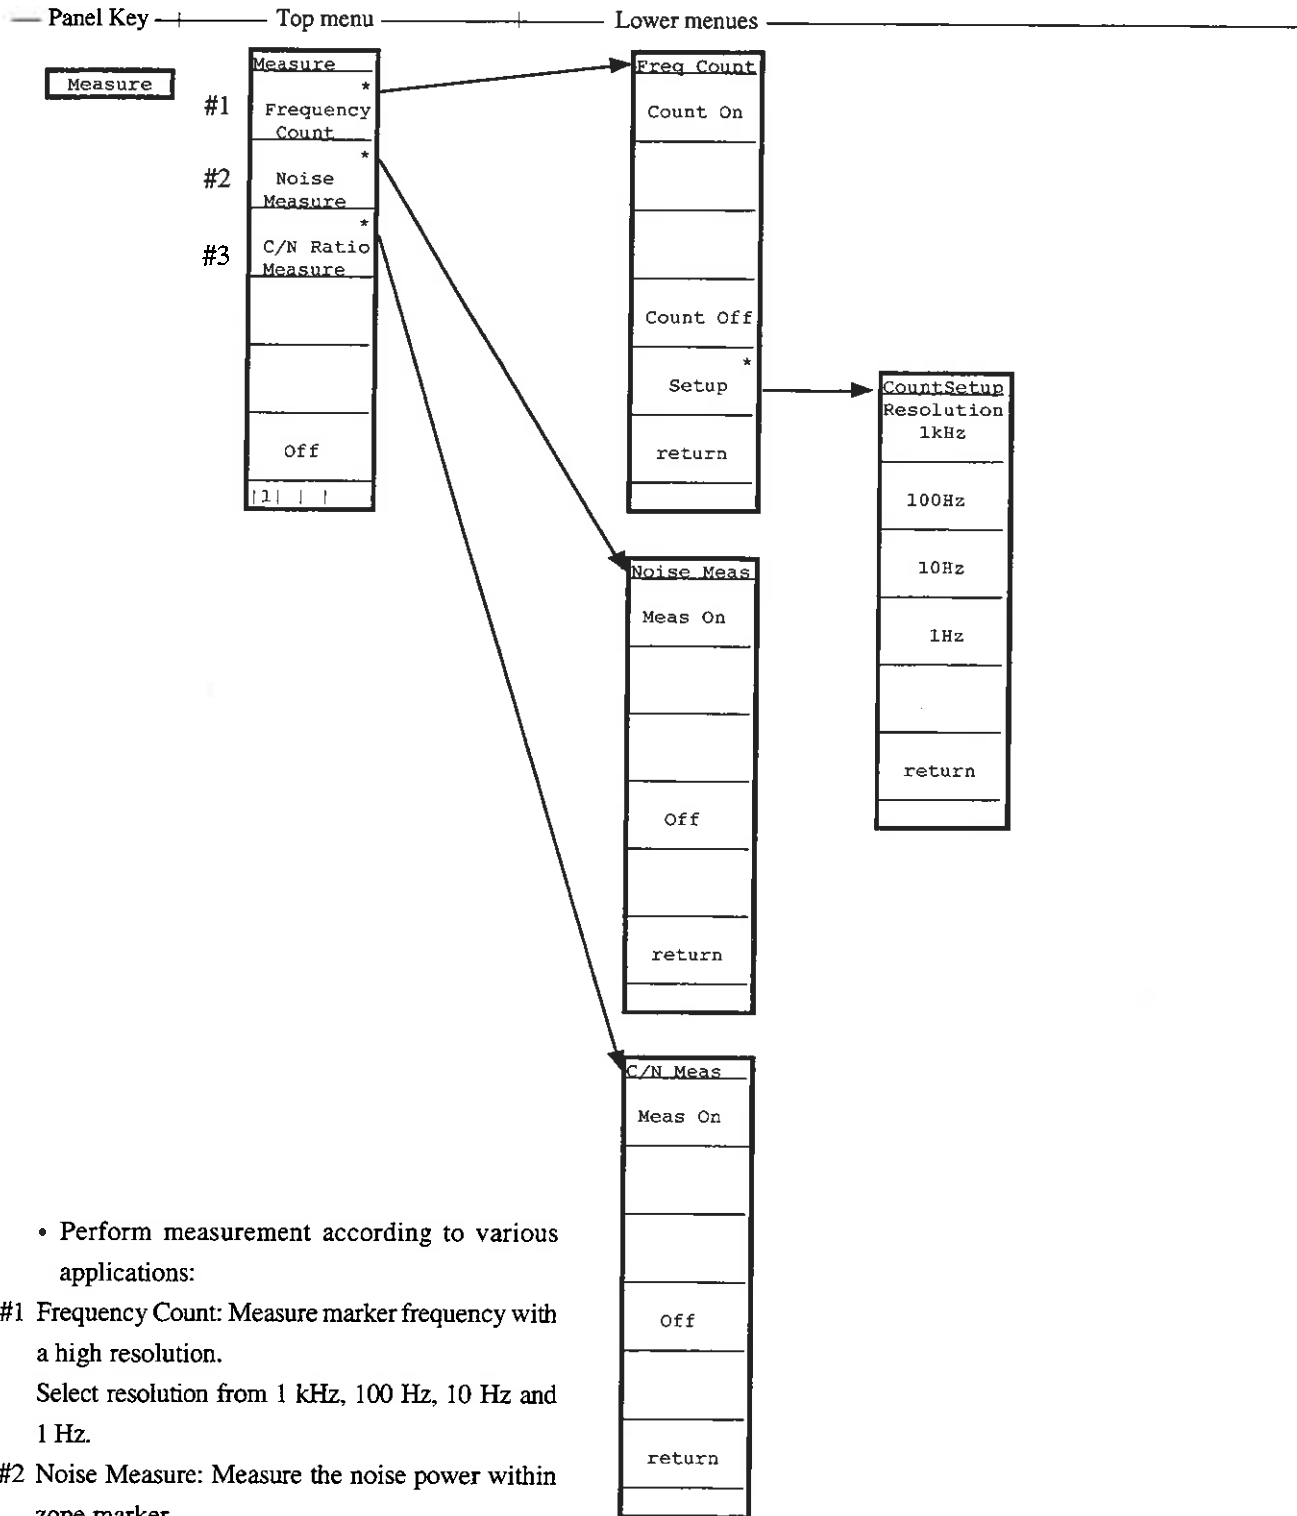 Panel Key
Top menu
Lower menues
Measure
Measure
#1
*
Frequency
Count
#2
*
Noise
Measure
#3
*
C/N Ratio
Measure
Off
|1| | |
Freq Count
Count On
Count Off
*
Setup
return
CountSetup
Resolution
1kHz
100Hz
10Hz
1Hz
return
Noise Meas
Meas On
Off
return
C/N Meas
Meas On
Off
return
• Perform measurement according to various
applications:
#1 Frequency Count: Measure marker frequency with
a high resolution.
Select resolution from 1 kHz, 100 Hz, 10 Hz and
1 Hz.
#2 Noise Measure: Measure the noise power within
zone marker